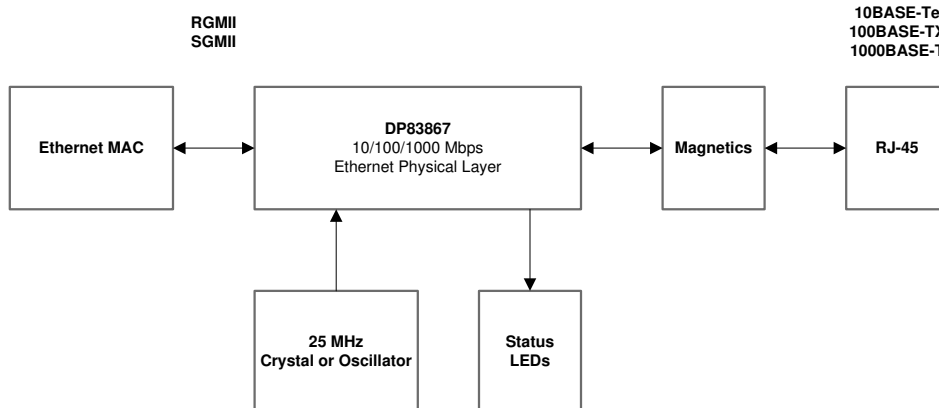 RGMII
SGMII
10BASE-Te
100BASE-TX
1000BASE-T
Ethernet MAC
DP83867
10/100/1000 Mbps
Ethernet Physical Layer
Magnetics
RJ-45
25 MHz
Crystal or Oscillator
Status
LEDs